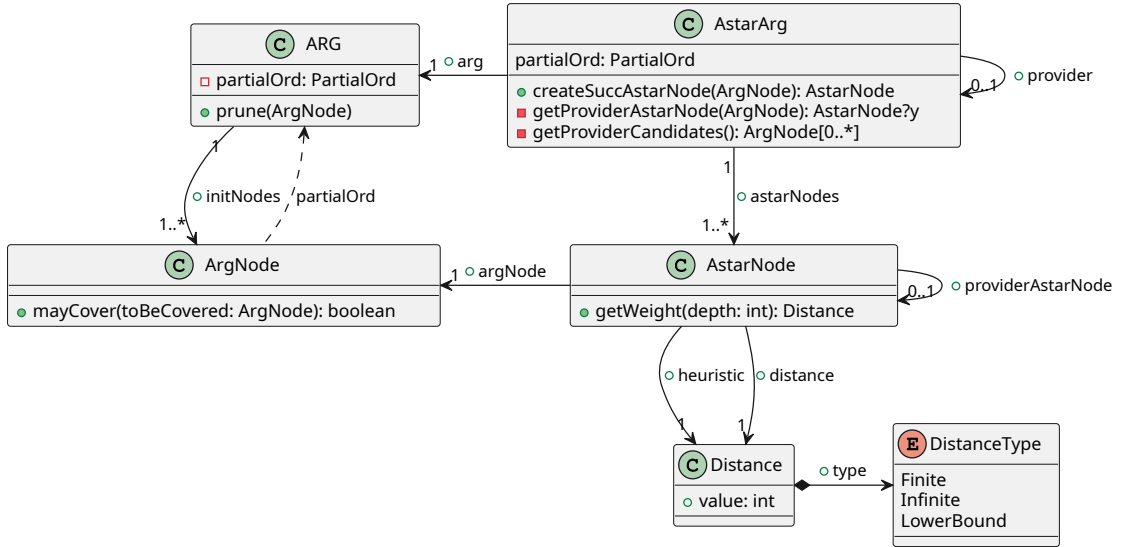 C ARG
partialOrd: PartialOrd
prune(ArgNode)
1 arg
C AstarArg
partialOrd: PartialOrd
createSuccAstarNode(ArgNode): AstarNode
getProviderAstarNode(ArgNode): AstarNode?y
getProviderCandidates(): ArgNode[0..*]
0..1 provider
1
initNodes
1..*
partialOrd
1
astarNodes
1..*
C ArgNode
mayCover(toBeCovered: ArgNode): boolean
1 argNode
C AstarNode
getWeight(depth: int): Distance
0..1 providerAstarNode
heuristic
1
distance
1
C Distance
value: int
type
E DistanceType
Finite
Infinite
LowerBound